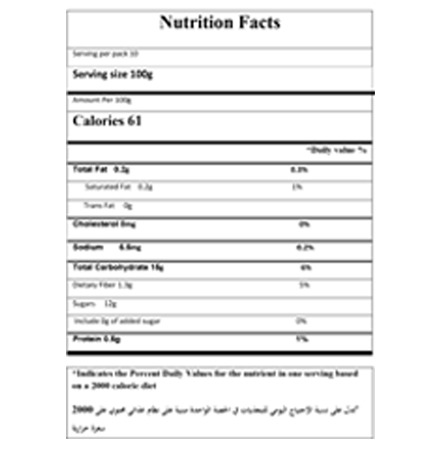 Nutrition Facts
Serving per pack 10
Serving size 100g
Amount Per 100g
Calories 61
*Daily value %
Total Fat 0.2g 0.3%
Saturated Fat 0.2g 1%
Trans Fat 0g
Cholesterol 0mg 0%
Sodium 6.6mg 0.2%
Total Carbohydrate 16g 6%
Dietary Fiber 1.3g 5%
Sugars 12g
Include 0g of added sugar 0%
Protein 0.6g 1%
*Indicates the Percent Daily Values for the nutrient in one serving based
on a 2000 calorie diet
*تدل على نسبة الاحتياج اليومي للمغذيات في الحصة الواحدة مبنية على نظام غذائي يحتوي على 2000
سعرة حرارية